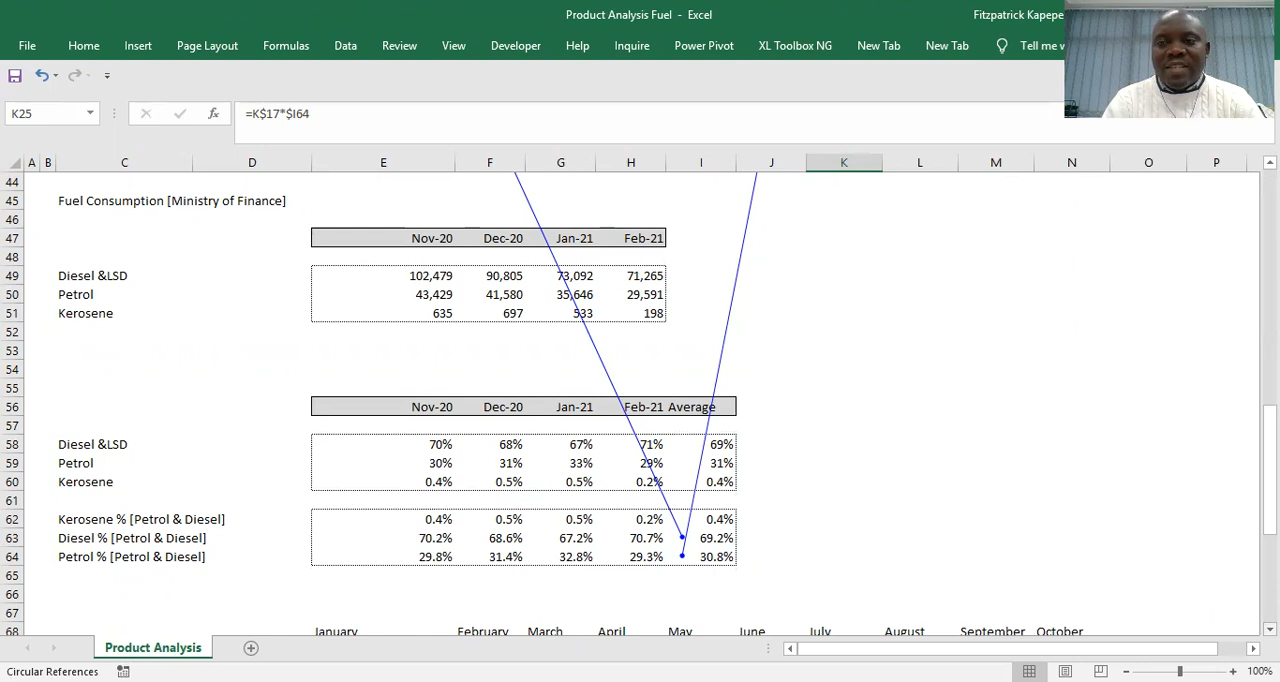 Product Analysis Fuel - Excel
Fitzpatrick Kapepe
File Home Insert Page Layout Formulas Data Review View Developer Help Inquire Power Pivot XL Toolbox NG New Tab New Tab Tell me w
K25 fx =K$17*$I64
A B C D E F G H I J K L M N O P
44
45 Fuel Consumption [Ministry of Finance]
46
47 Nov-20 Dec-20 Jan-21 Feb-21
48
49 Diesel &LSD 102,479 90,805 73,092 71,265
50 Petrol 43,429 41,580 35,646 29,591
51 Kerosene 635 697 533 198
52
53
54
55
56 Nov-20 Dec-20 Jan-21 Feb-21 Average
57
58 Diesel &LSD 70% 68% 67% 71% 69%
59 Petrol 30% 31% 33% 29% 31%
60 Kerosene 0.4% 0.5% 0.5% 0.2% 0.4%
61
62 Kerosene % [Petrol & Diesel] 0.4% 0.5% 0.5% 0.2% 0.4%
63 Diesel % [Petrol & Diesel] 70.2% 68.6% 67.2% 70.7% 69.2%
64 Petrol % [Petrol & Diesel] 29.8% 31.4% 32.8% 29.3% 30.8%
65
66
67
68 January February March April May June July August September October
Product Analysis
Circular References 100%